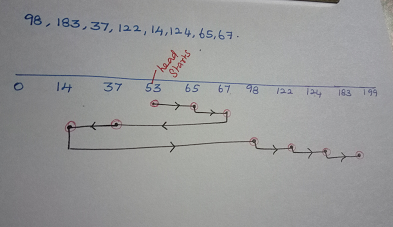 98, 183, 37, 122, 14, 124, 65, 67.
head
starts
0 14 37 53 65 67 98 122 124 183 199